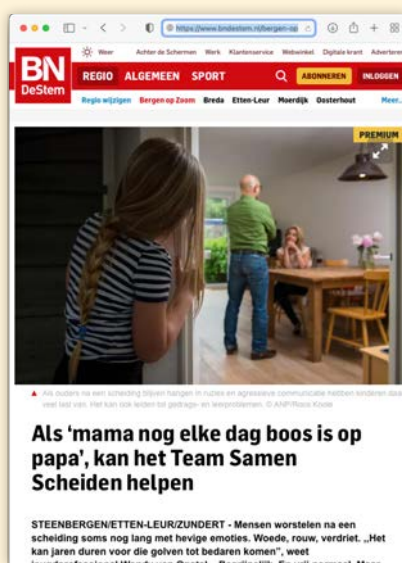 https://www.bndestem.nl/bergen-op
Weer Achter de Schermen Werk Klantenservice Webwinkel Digitale krant Adverteren
BN
DeStem
REGIO ALGEMEEN SPORT ABONNEREN INLOGGEN
Regio wijzigen Bergen op Zoom Breda Etten-Leur Moerdijk Oosterhout Meer...
PREMIUM
Als ouders na een scheiding blijven hangen in ruzies en agressieve communicatie hebben kinderen daar
veel last van. Het kan ook leiden tot gedrags- en leerproblemen. © ANP/Roos Koole
Als ‘mama nog elke dag boos is op
papa’, kan het Team Samen
Scheiden helpen
STEENBERGEN/ETTEN-LEUR/ZUNDERT - Mensen worstelen na een
scheiding soms nog lang met hevige emoties. Woede, rouw, verdriet. „Het
kan jaren duren voor die golven tot bedaren komen”, weet